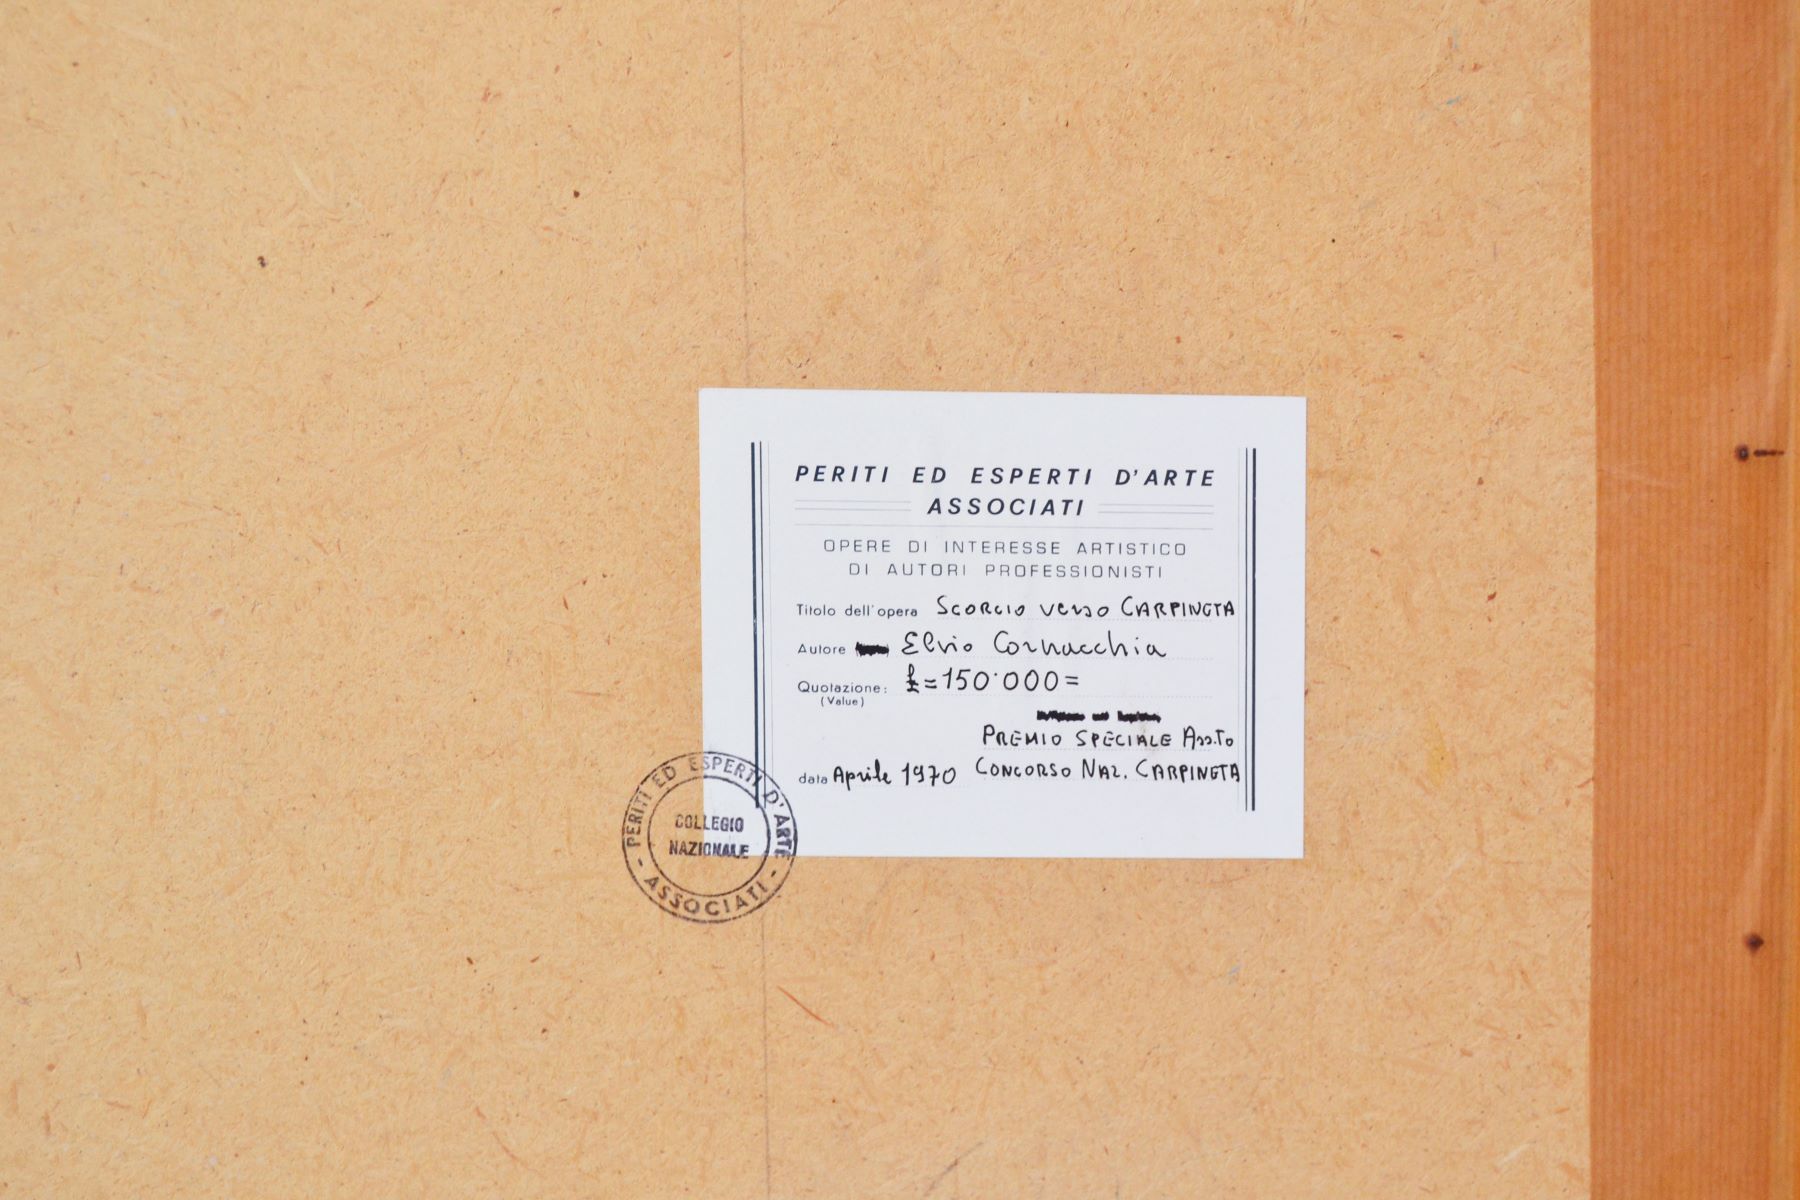 PERITI ED ESPERTI D'ARTE
ASSOCIATI
OPERE DI INTERESSE ARTISTICO
DI AUTORI PROFESSIONISTI
Titolo dell'opera SCORCIO verso CARPINETA
Autore Elvio Cornacchia
Quotazione: £=150.000=
(Value)
PREMIO SPECIALE Ass.To
data Aprile 1970 CONCORSO NAZ. CARPINETA
PERITI ED ESPERTI D'ARTE
- ASSOCIATI -
COLLEGIO
NAZIONALE